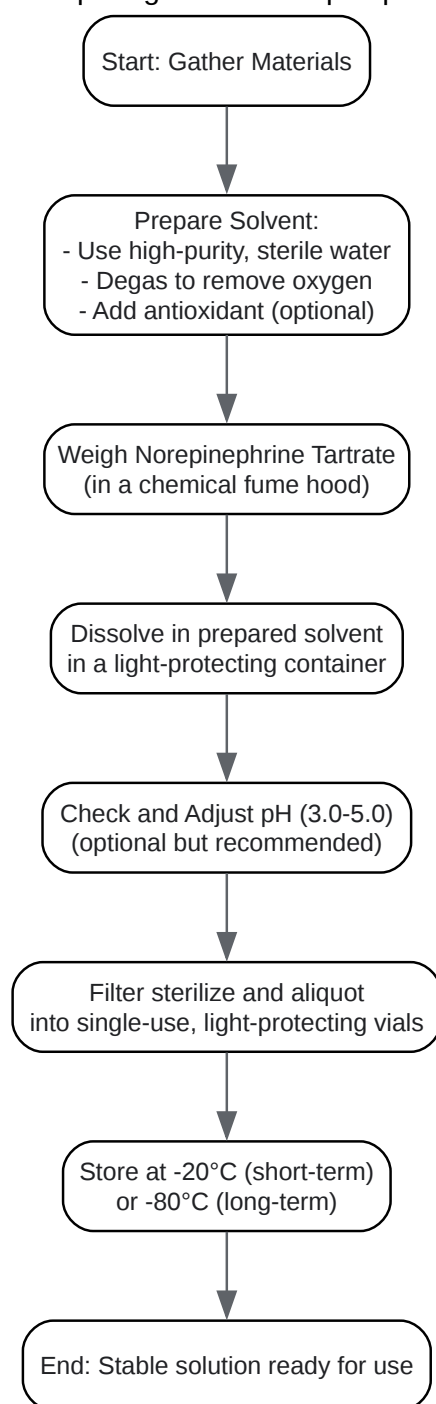 Start: Gather Materials
Prepare Solvent:
- Use high-purity, sterile water
- Degas to remove oxygen
- Add antioxidant (optional)
Weigh Norepinephrine Tartrate
(in a chemical fume hood)
Dissolve in prepared solvent
in a light-protecting container
Check and Adjust pH (3.0-5.0)
(optional but recommended)
Filter sterilize and aliquot
into single-use, light-protecting vials
Store at -20°C (short-term)
or -80°C (long-term)
End: Stable solution ready for use